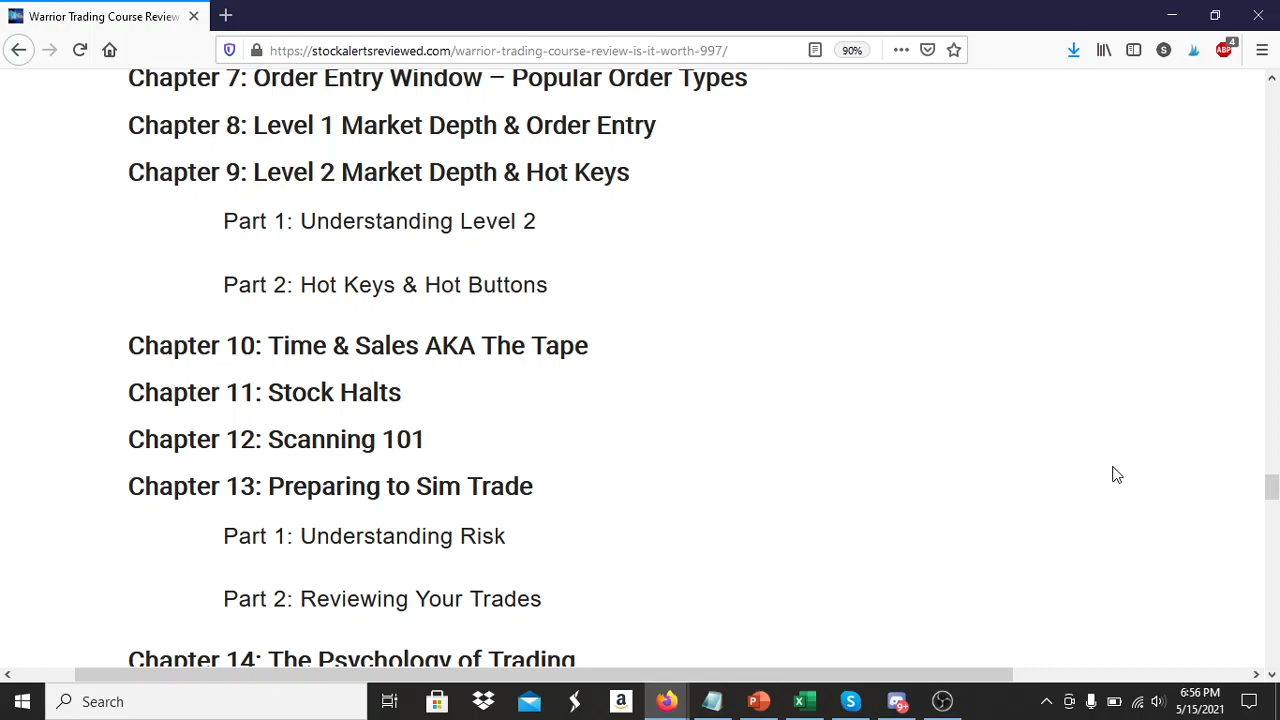 Warrior Trading Course Review
https://stockalertsreviewed.com/warrior-trading-course-review-is-it-worth-997/
90%
S
ABP
4
Chapter 7: Order Entry Window – Popular Order Types
Chapter 8: Level 1 Market Depth & Order Entry
Chapter 9: Level 2 Market Depth & Hot Keys
Part 1: Understanding Level 2
Part 2: Hot Keys & Hot Buttons
Chapter 10: Time & Sales AKA The Tape
Chapter 11: Stock Halts
Chapter 12: Scanning 101
Chapter 13: Preparing to Sim Trade
Part 1: Understanding Risk
Part 2: Reviewing Your Trades
Chapter 14: The Psychology of Trading
Search
a
9+
6:56 PM
5/15/2021